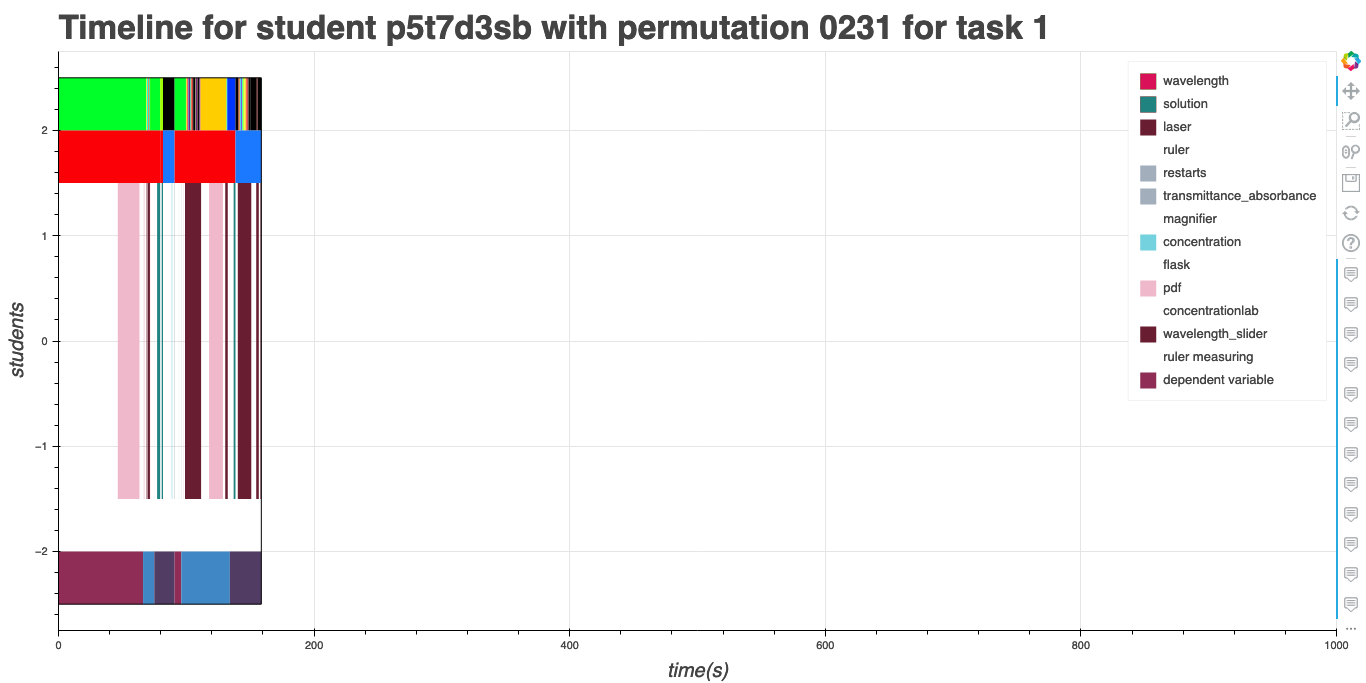 Timeline for student p5t7d3sb with permutation 0231 for task 1
wavelength
solution
laser
ruler
restarts
transmittance_absorbance
magnifier
concentration
flask
pdf
concentrationlab
wavelength_slider
ruler measuring
dependent variable
students
2
1
0
−1
−2
0 200 400 600 800 1000
time(s)